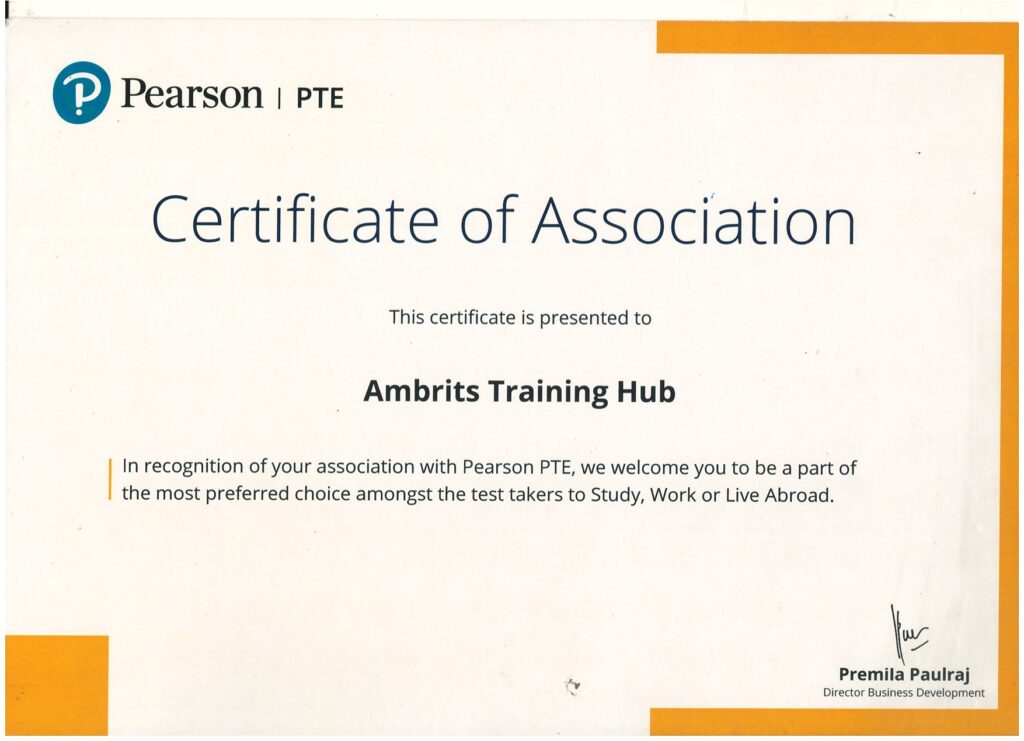 Pearson | PTE
Certificate of Association
This certificate is presented to
Ambrits Training Hub
In recognition of your association with Pearson PTE, we welcome you to be a part of
the most preferred choice amongst the test takers to Study, Work or Live Abroad.
Premila Paulraj
Director Business Development